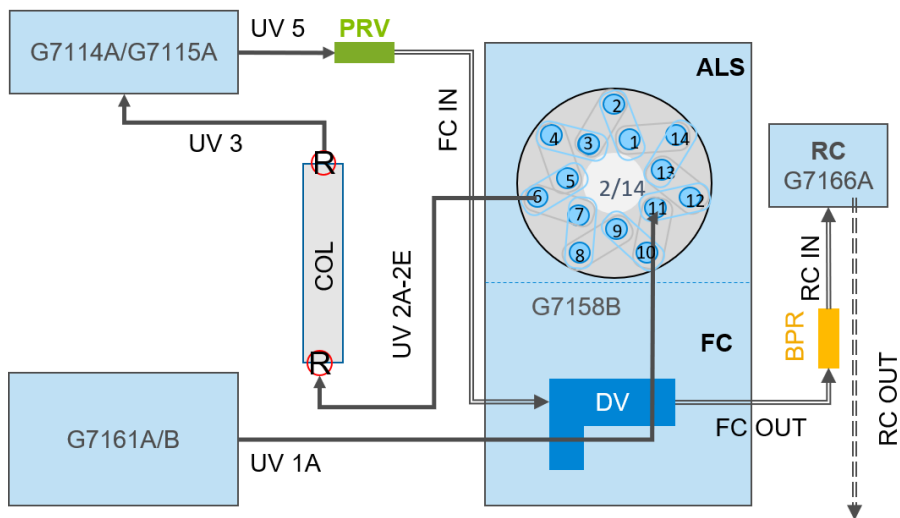 UV 5
PRV
G7114A/G7115A
ALS
FC IN
UV 3
R
COL
R
UV 2A-2E
2
4
3
1
14
13
5
2/14
6
7
11
12
9
8
10
RC
G7166A
RC IN
BPR
G7158B
FC
DV
FC OUT
RC OUT
G7161A/B
UV 1A